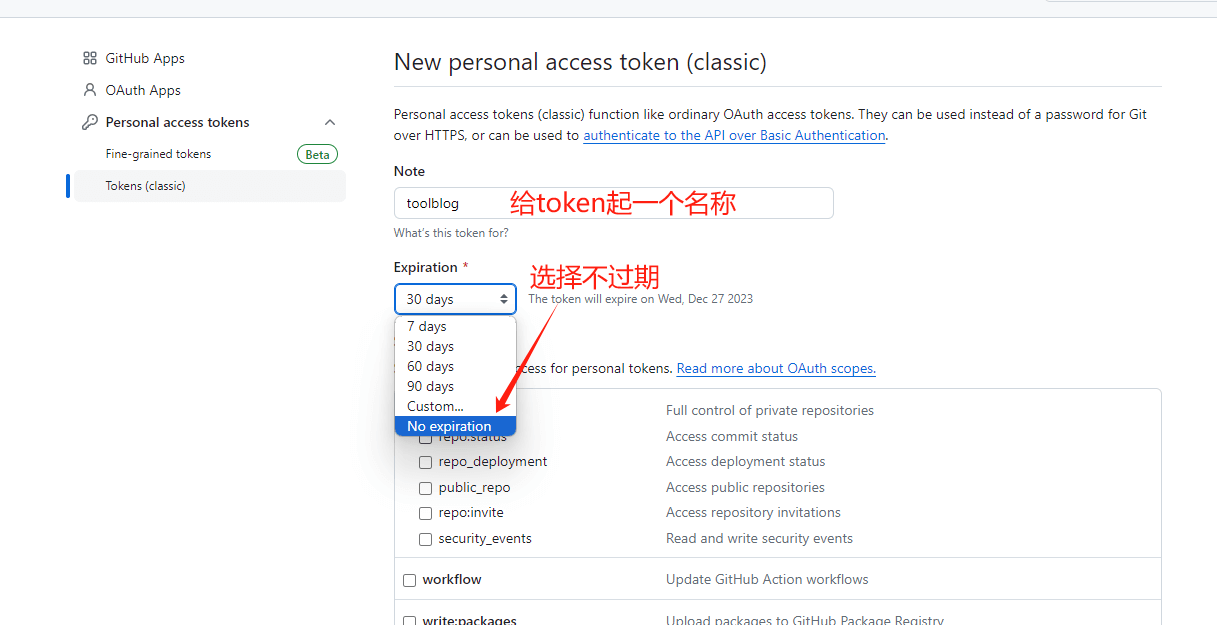 GitHub Apps
OAuth Apps
Personal access tokens
Fine-grained tokens Beta
Tokens (classic)
New personal access token (classic)
Personal access tokens (classic) function like ordinary OAuth access tokens. They can be used instead of a password for Git
over HTTPS, or can be used to authenticate to the API over Basic Authentication.
Note
toolblog 给token起一个名称
What's this token for?
Expiration *
选择不过期
30 days The token will expire on Wed, Dec 27 2023
7 days
30 days
60 days
90 days
Custom...
No expiration
for personal tokens. Read more about OAuth scopes.
Full control of private repositories
repo:status Access commit status
repo_deployment Access deployment status
public_repo Access public repositories
repo:invite Access repository invitations
security_events Read and write security events
workflow Update GitHub Action workflows
write:packages Upload packages to GitHub Package Registry